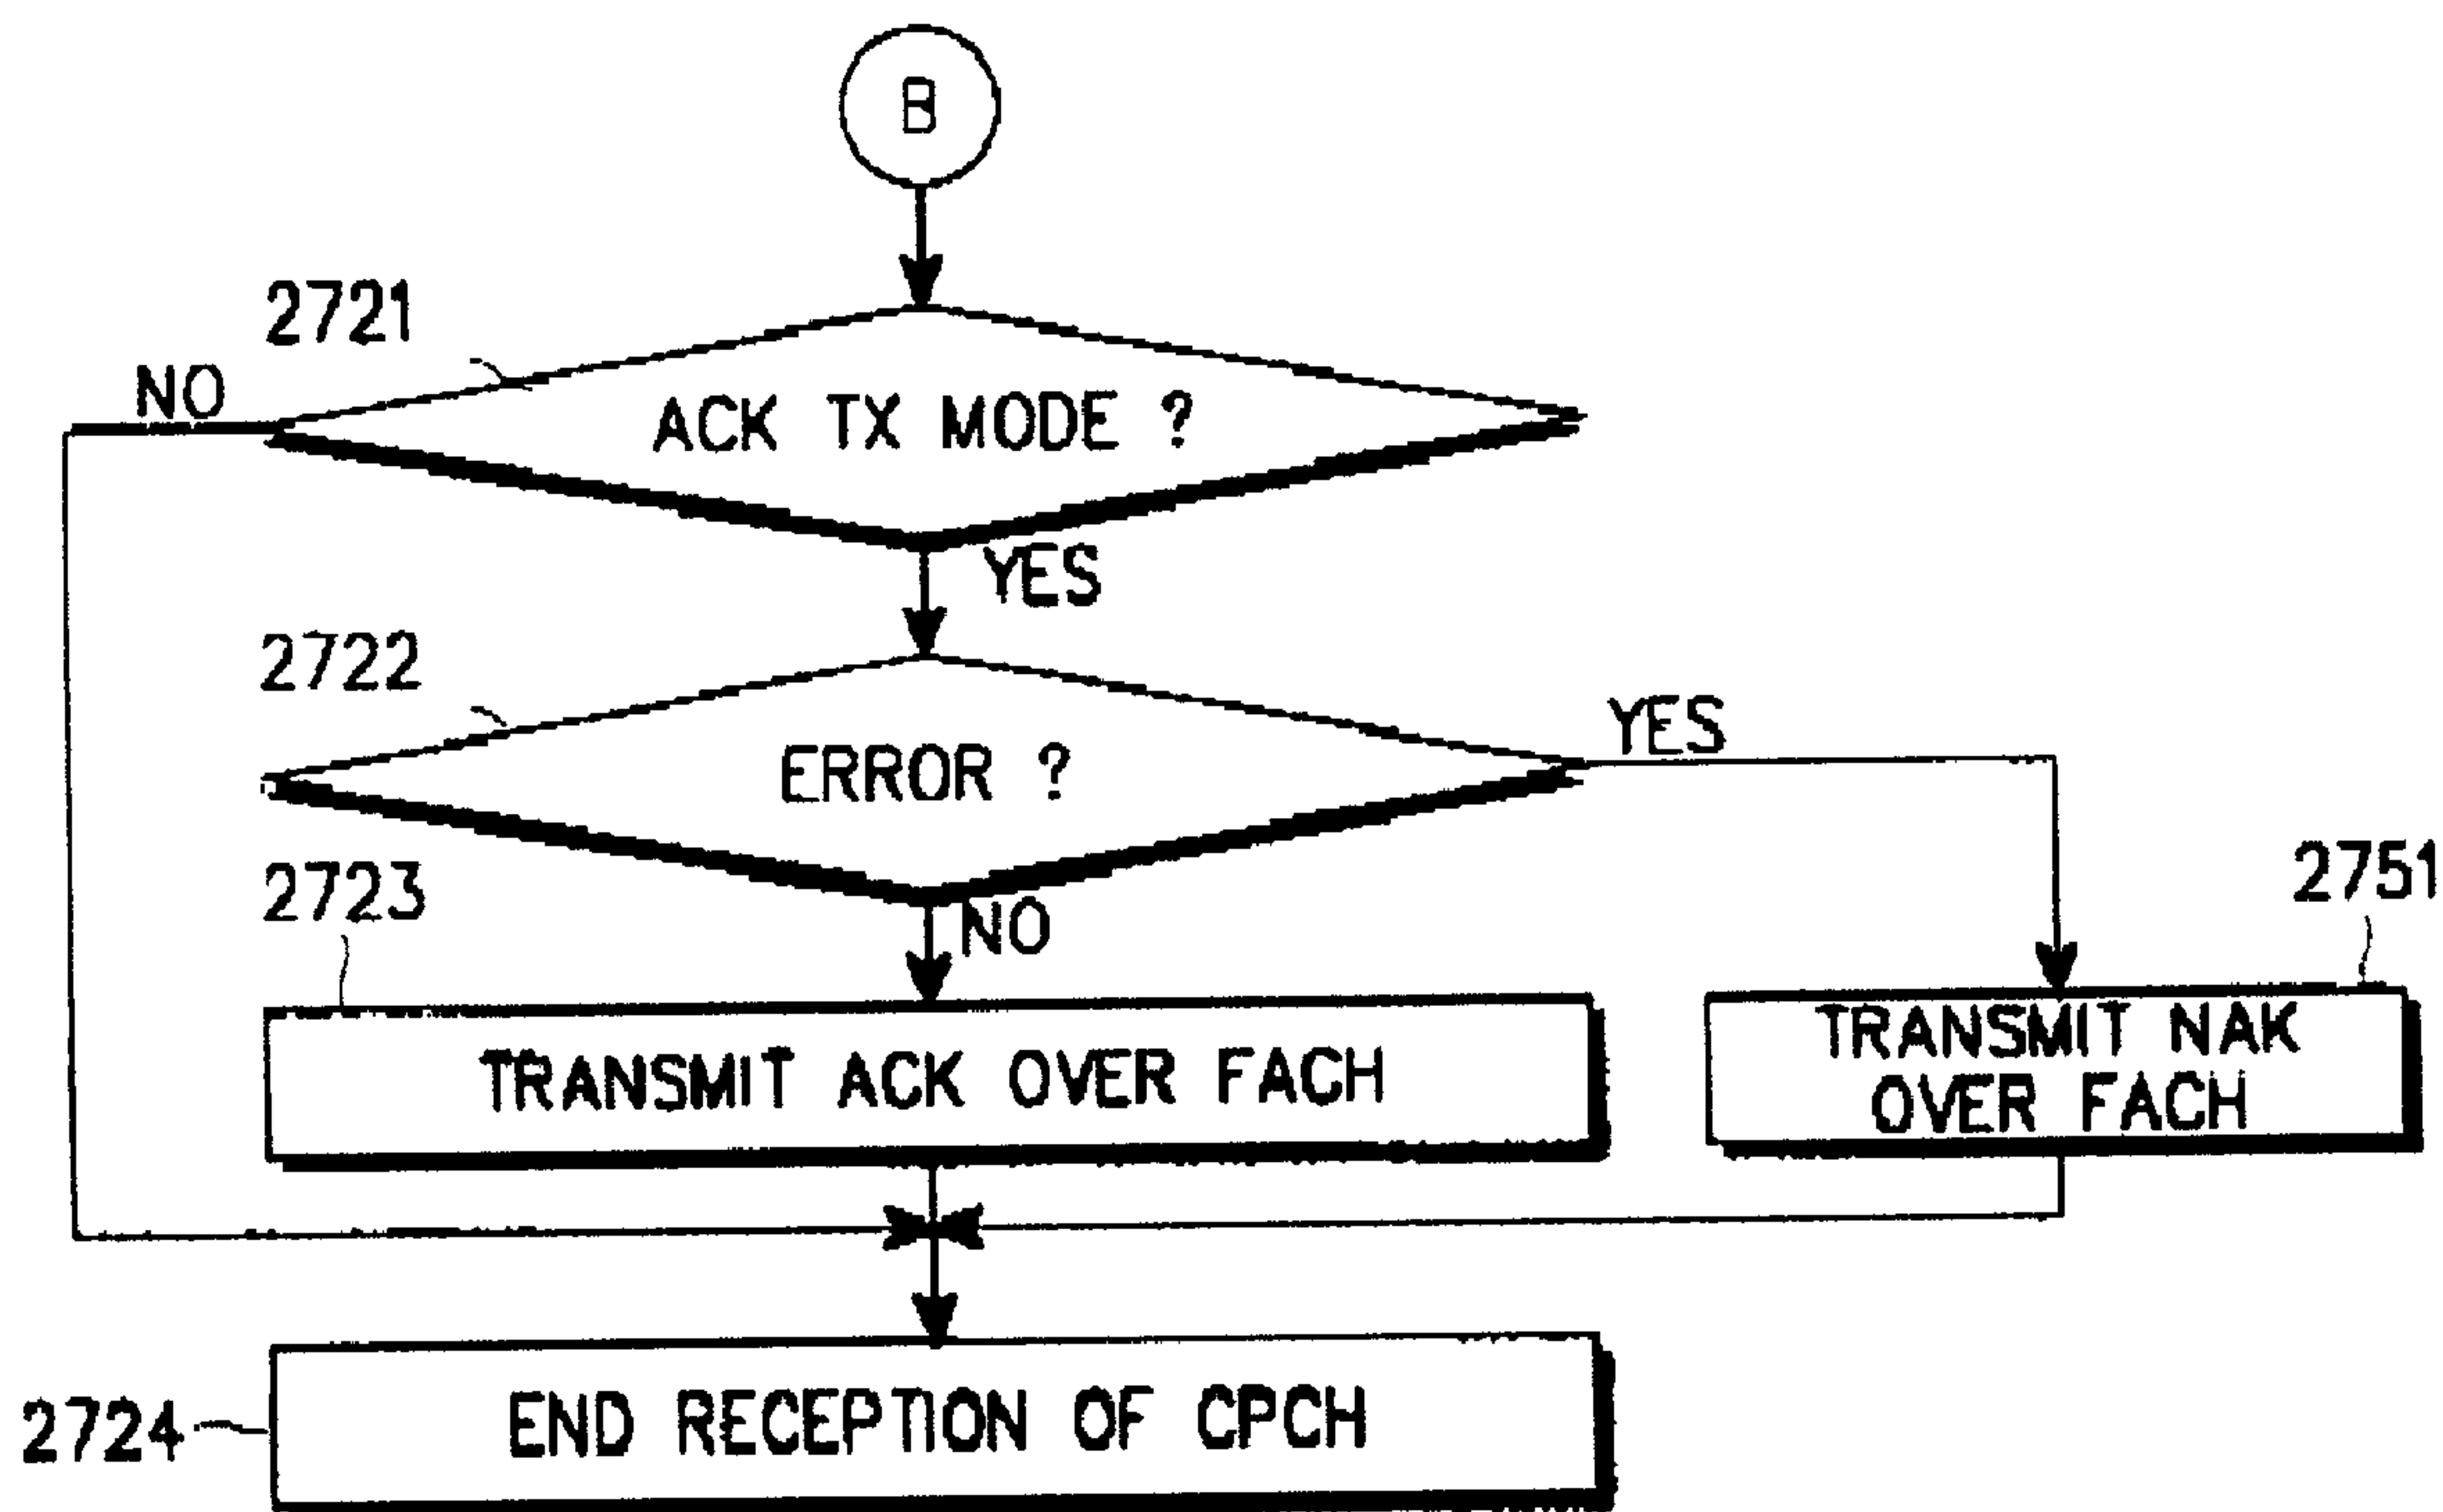 B
2721
NO
ACK TX MODE ?
YES
2722
ERROR ?
YES
2723
NO
2751
TRANSMIT ACK OVER FACH
TRANSMIT NAK
OVER FACH
2724
END RECEPTION OF CPCH